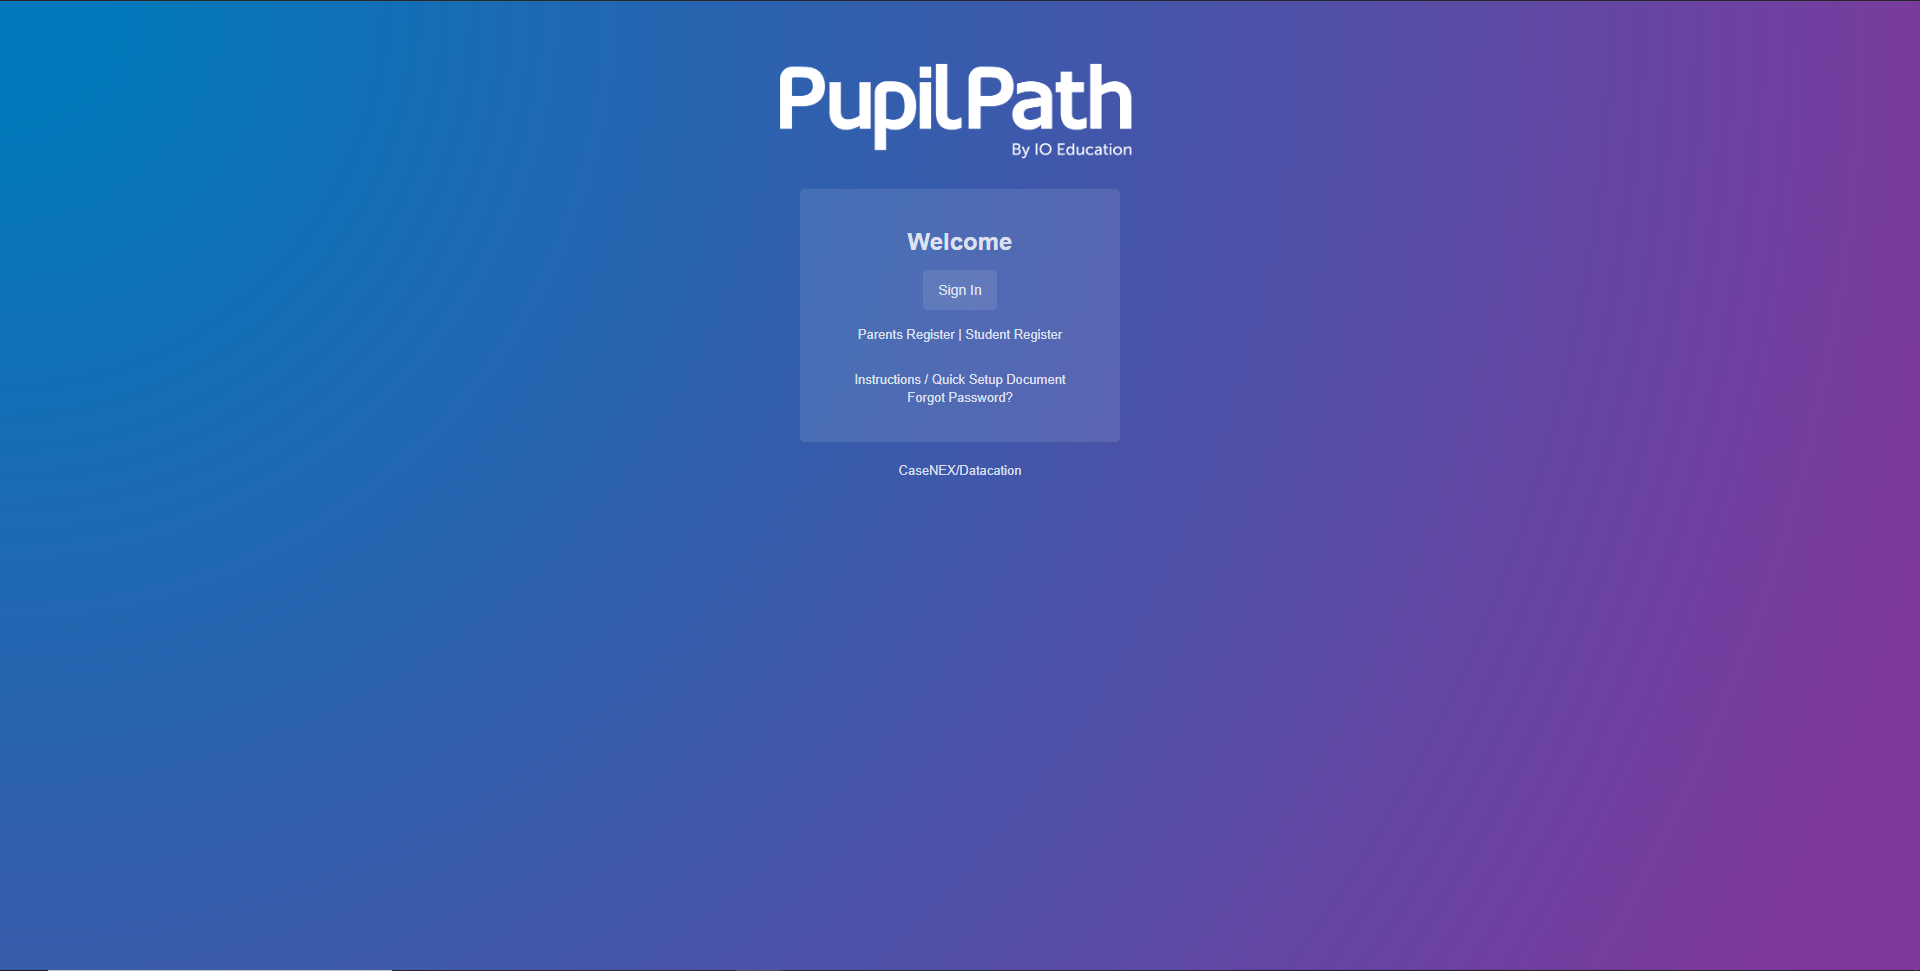 PupilPath
By IO Education
Welcome
Sign In
Parents Register | Student Register
Instructions / Quick Setup Document
Forgot Password?
CaseNEX/Datacation